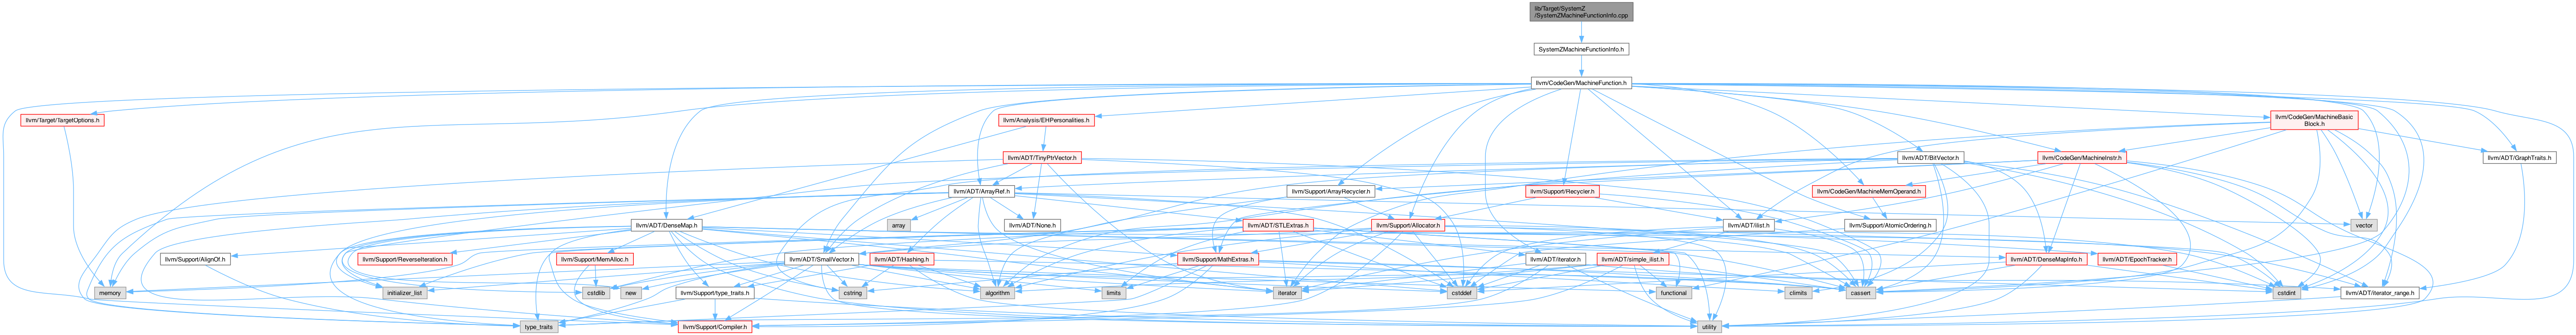 lib/Target/SystemZ
/SystemZMachineFunctionInfo.cpp
SystemZMachineFunctionInfo.h
llvm/CodeGen/MachineFunction.h
llvm/Target/TargetOptions.h
llvm/Analysis/EHPersonalities.h
llvm/CodeGen/MachineBasic
Block.h
llvm/ADT/TinyPtrVector.h
llvm/ADT/BitVector.h
llvm/CodeGen/MachineInstr.h
llvm/ADT/GraphTraits.h
llvm/ADT/ArrayRef.h
llvm/Support/ArrayRecycler.h
llvm/Support/Recycler.h
llvm/CodeGen/MachineMemOperand.h
llvm/ADT/DenseMap.h
array
llvm/ADT/None.h
llvm/ADT/STLExtras.h
llvm/Support/Allocator.h
llvm/ADT/ilist.h
llvm/Support/AtomicOrdering.h
vector
llvm/Support/AlignOf.h
llvm/Support/ReverseIteration.h
llvm/Support/MemAlloc.h
llvm/ADT/SmallVector.h
llvm/ADT/Hashing.h
llvm/Support/MathExtras.h
llvm/ADT/iterator.h
llvm/ADT/simple_ilist.h
llvm/ADT/DenseMapInfo.h
llvm/ADT/EpochTracker.h
memory
initializer_list
cstdlib
new
llvm/Support/type_traits.h
cstring
algorithm
limits
iterator
cstddef
functional
climits
cassert
cstdint
llvm/ADT/iterator_range.h
type_traits
llvm/Support/Compiler.h
utility